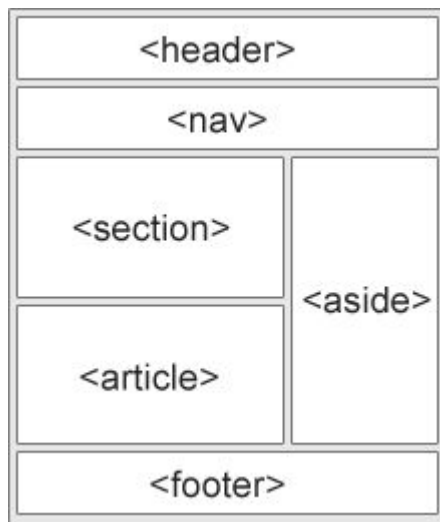 <header>
<nav>
<section>
<aside>
<article>
<footer>